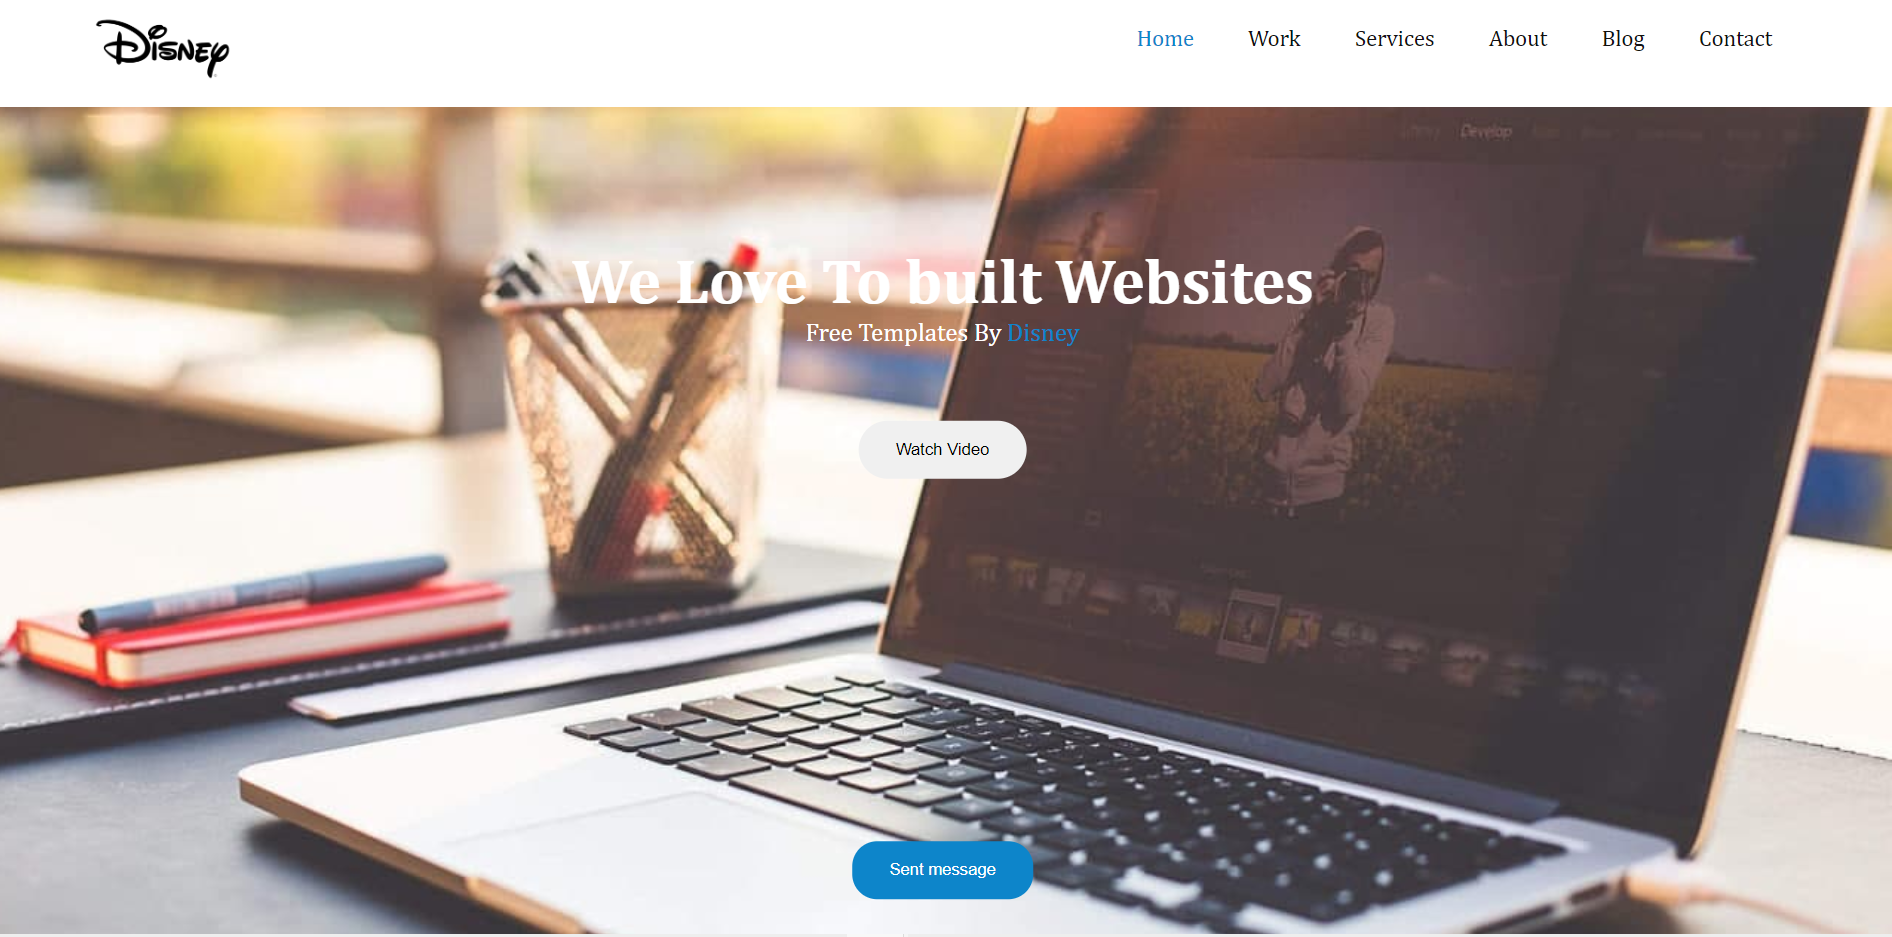 Disney
Home Work Services About Blog Contact
Develop
We Love To built Websites
Free Templates By Disney
Watch Video
Sent message